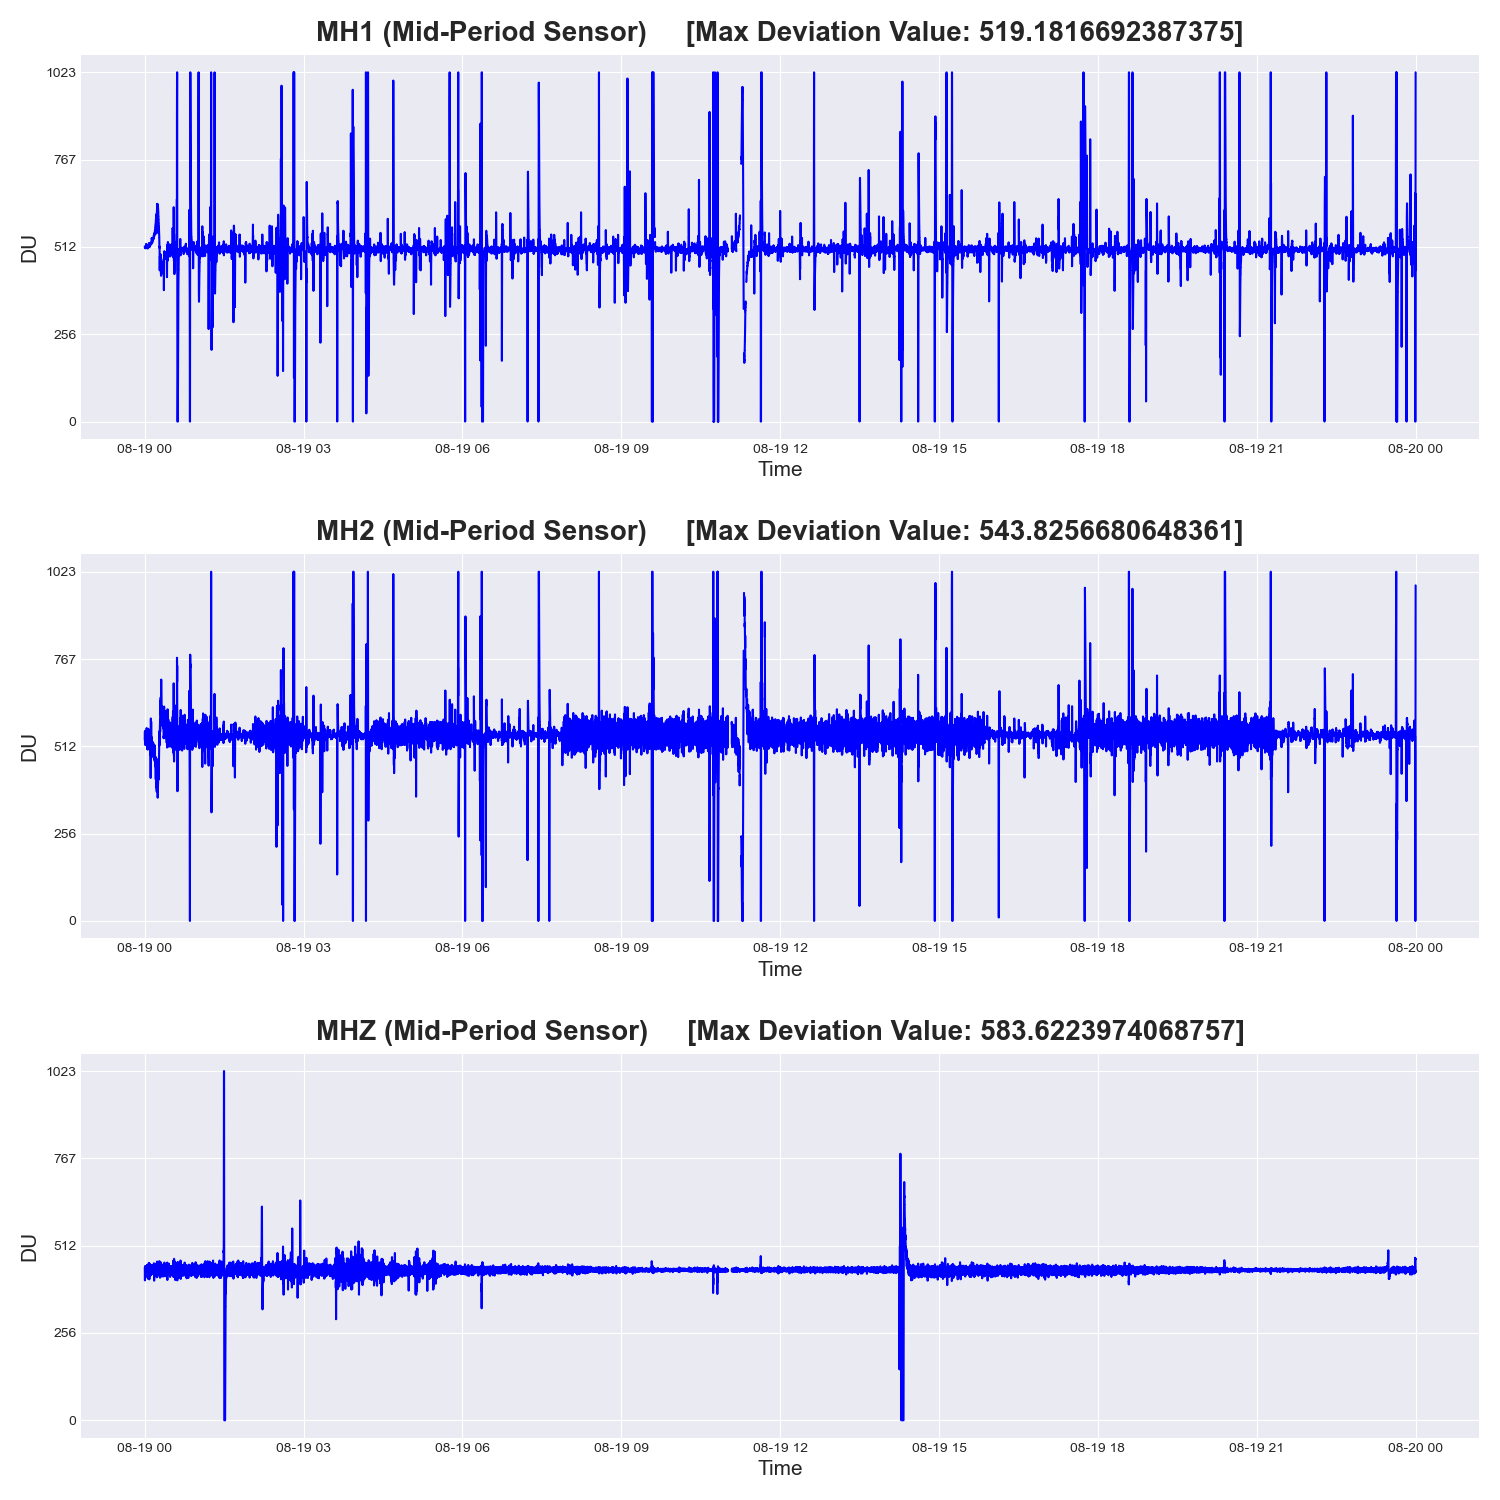 MH1 (Mid-Period Sensor)     [Max Deviation Value: 519.1816692387375]
1023
767
512
256
0
DU
08-19 00 08-19 03 08-19 06 08-19 09 08-19 12 08-19 15 08-19 18 08-19 21 08-20 00
Time
MH2 (Mid-Period Sensor)     [Max Deviation Value: 543.8256680648361]
1023
767
512
256
0
DU
08-19 00 08-19 03 08-19 06 08-19 09 08-19 12 08-19 15 08-19 18 08-19 21 08-20 00
Time
MHZ (Mid-Period Sensor)     [Max Deviation Value: 583.6223974068757]
1023
767
512
256
0
DU
08-19 00 08-19 03 08-19 06 08-19 09 08-19 12 08-19 15 08-19 18 08-19 21 08-20 00
Time